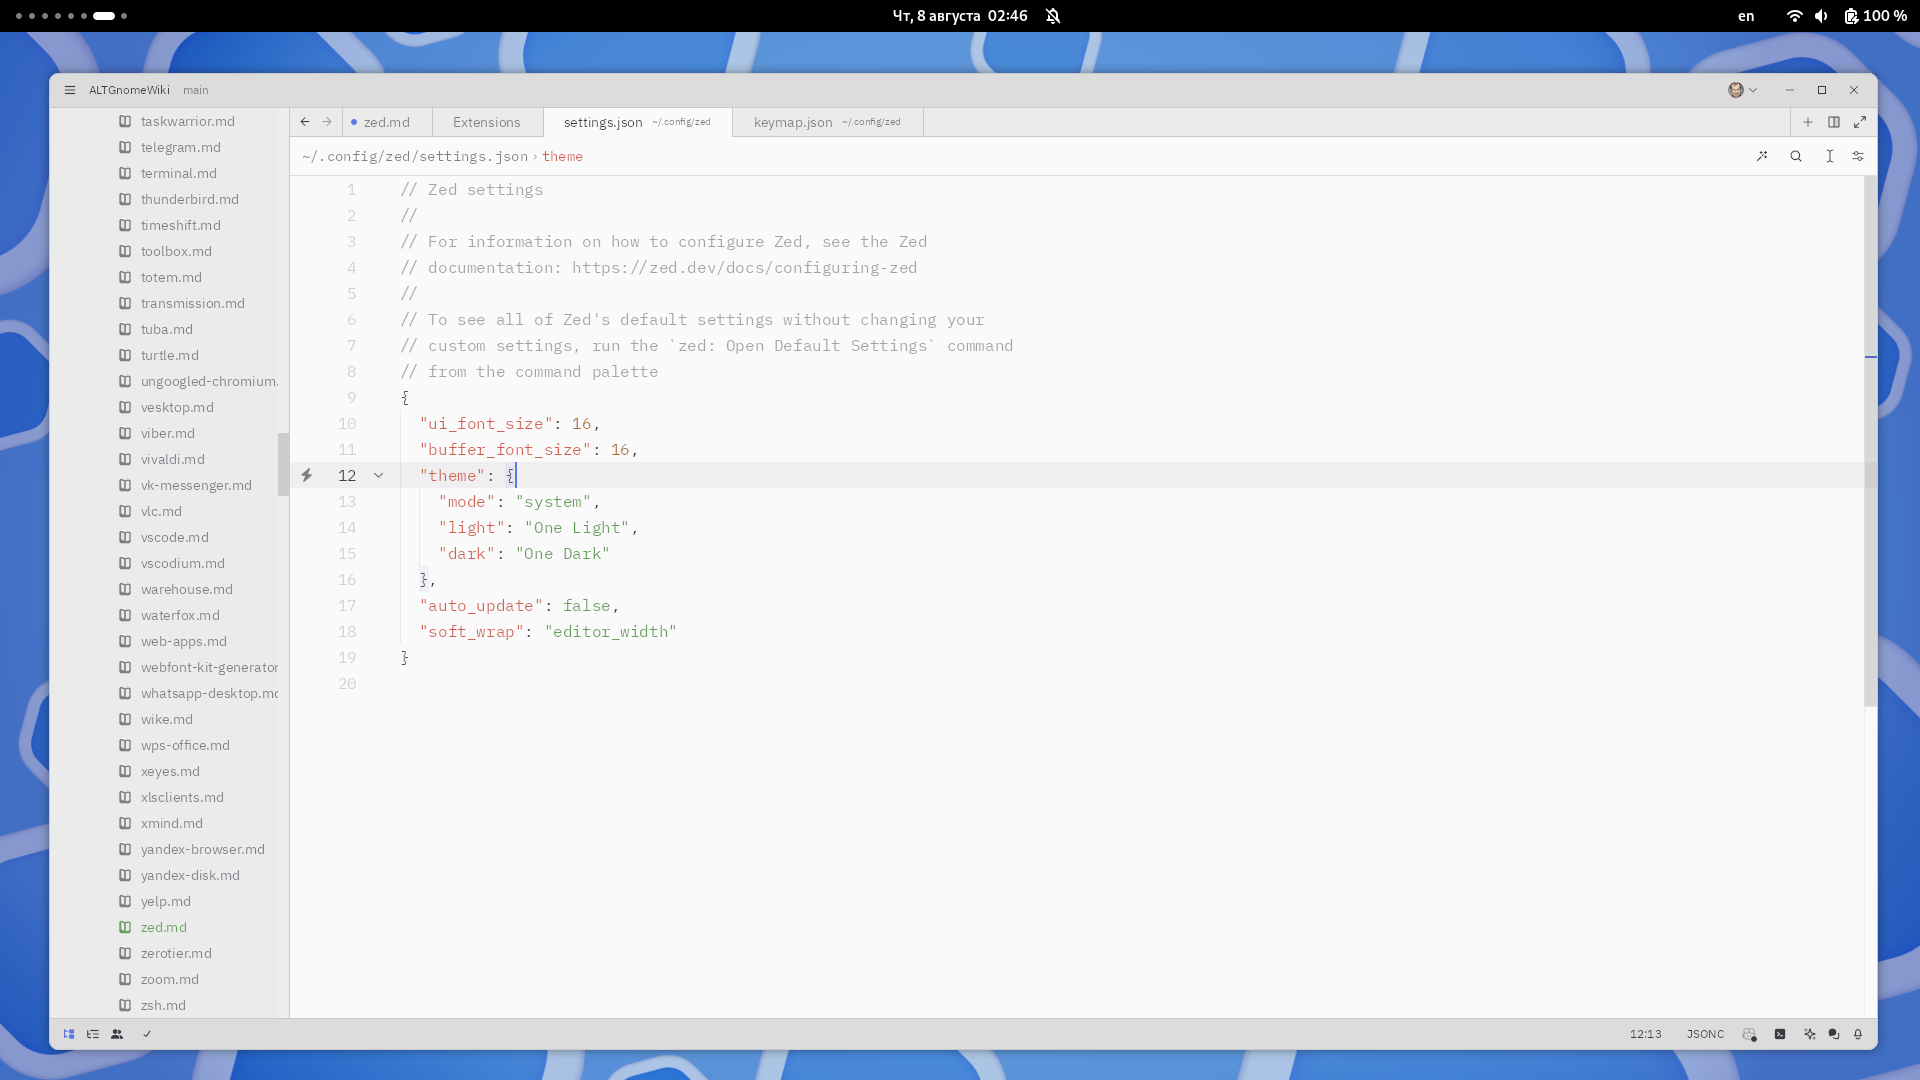 Чт, 8 августа 02:46
en
100 %
ALTGnomeWiki main
taskwarrior.md
telegram.md
terminal.md
thunderbird.md
timeshift.md
toolbox.md
totem.md
transmission.md
tuba.md
turtle.md
ungoogled-chromium.
vesktop.md
viber.md
vivaldi.md
vk-messenger.md
vlc.md
vscode.md
vscodium.md
warehouse.md
waterfox.md
web-apps.md
webfont-kit-generator
whatsapp-desktop.mc
wike.md
wps-office.md
xeyes.md
xlsclients.md
xmind.md
yandex-browser.md
yandex-disk.md
yelp.md
zed.md
zerotier.md
zoom.md
zsh.md
zed.md
Extensions
settings.json ~/.config/zed
keymap.json ~/.config/zed
~/.config/zed/settings.json › theme
1 // Zed settings
2 //
3 // For information on how to configure Zed, see the Zed
4 // documentation: https://zed.dev/docs/configuring-zed
5 //
6 // To see all of Zed's default settings without changing your
7 // custom settings, run the `zed: Open Default Settings` command
8 // from the command palette
9 {
10 "ui_font_size": 16,
11 "buffer_font_size": 16,
12 "theme": {
13 "mode": "system",
14 "light": "One Light",
15 "dark": "One Dark"
16 },
17 "auto_update": false,
18 "soft_wrap": "editor_width"
19 }
20
12:13
JSONC